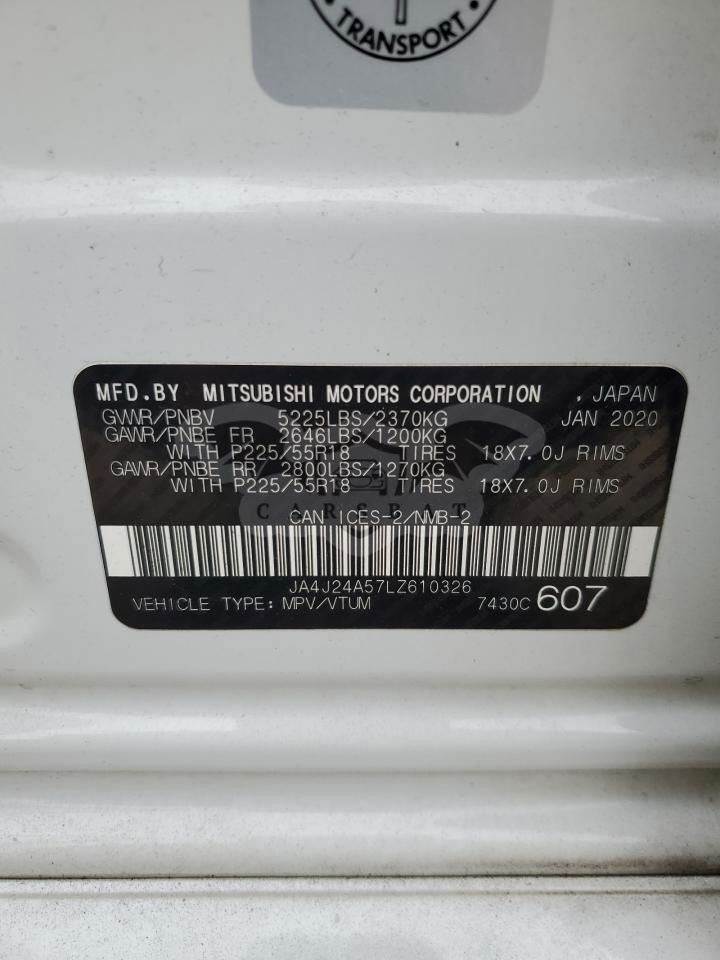 TRANSPORT
MFD.BY MITSUBISHI MOTORS CORPORATION . JAPAN
GVWR/PNBV 5225LBS/2370KG JAN 2020
GAWR/PNBE FR 2646LBS/1200KG
WITH P225/55R18 TIRES 18X7.0J RIMS
GAWR/PNBE RR 2800LBS/1270KG
WITH P225/55R18 TIRES 18X7.0J RIMS
CARSBAT
CAN ICES-2/NMB-2
JA4J24A57LZ610326
VEHICLE TYPE:MPV/VTUM 7430C 607